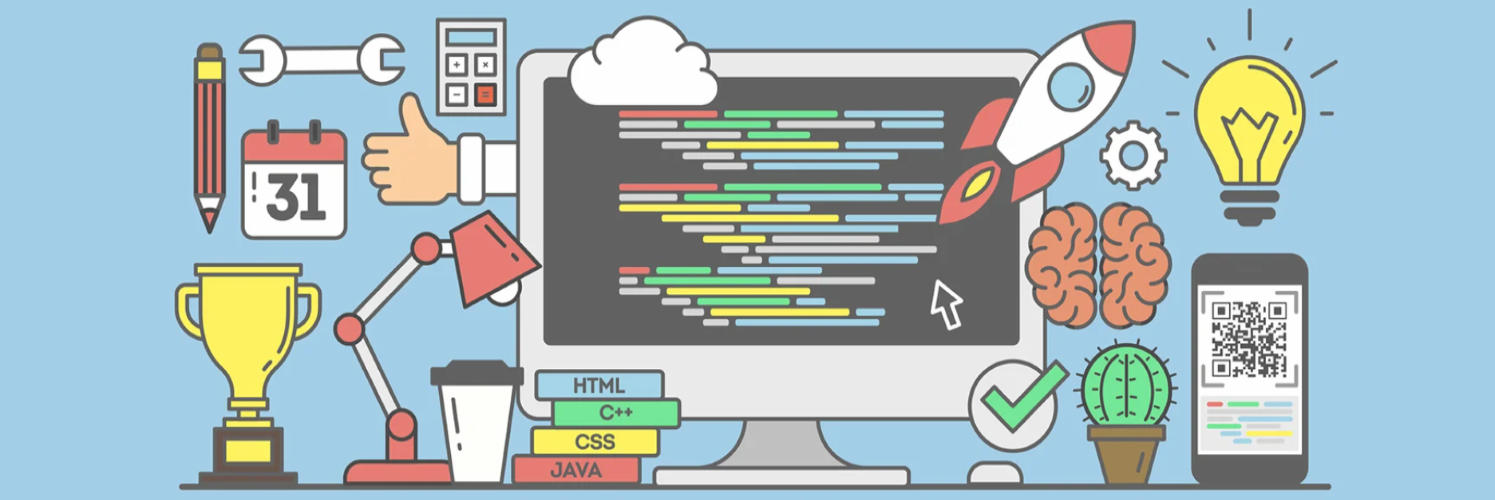 + ×
− =
31
HTML
C++
CSS
JAVA